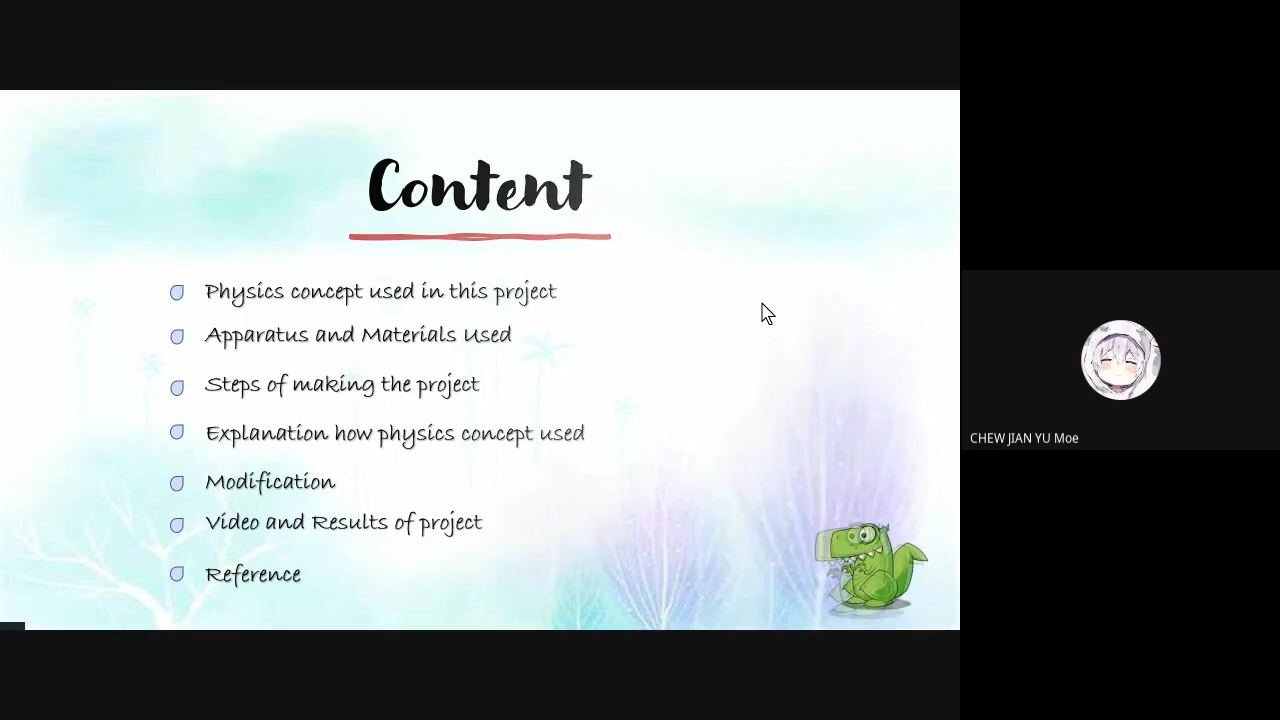 Content
Physics concept used in this project
Apparatus and Materials Used
Steps of making the project
Explanation how physics concept used
Modification
Video and Results of project
Reference
CHEW JIAN YU Moe